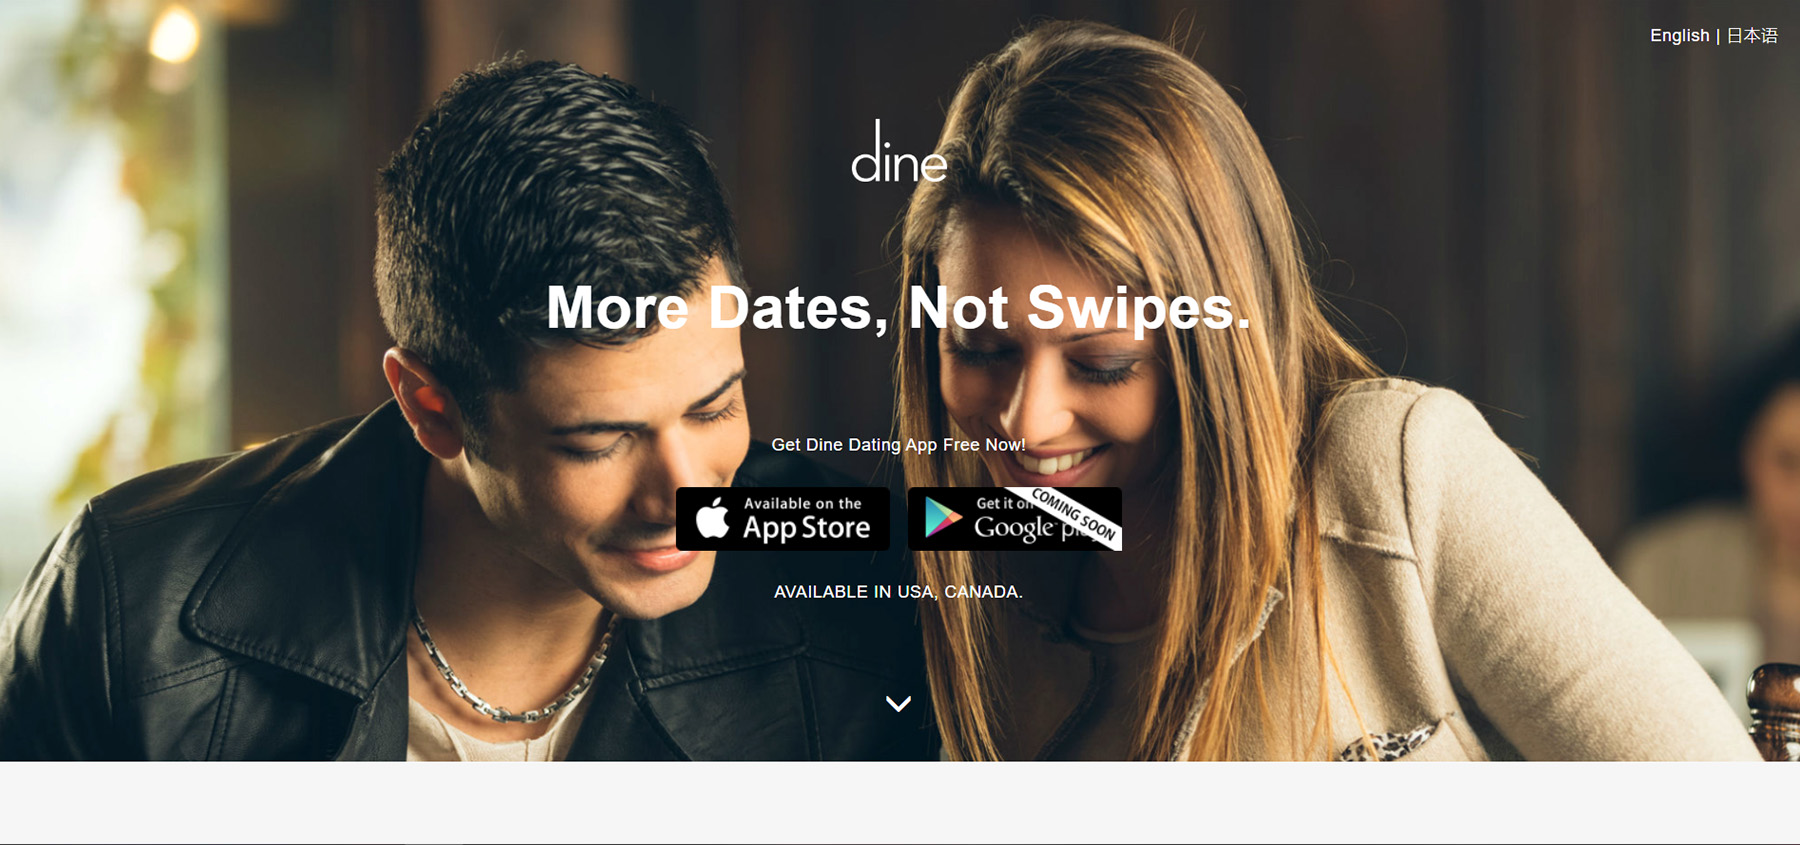 English | 日本语
dine
More Dates, Not Swipes.
Get Dine Dating App Free Now!
Available on the
App Store
Get it on
Google play
COMING SOON
AVAILABLE IN USA, CANADA.